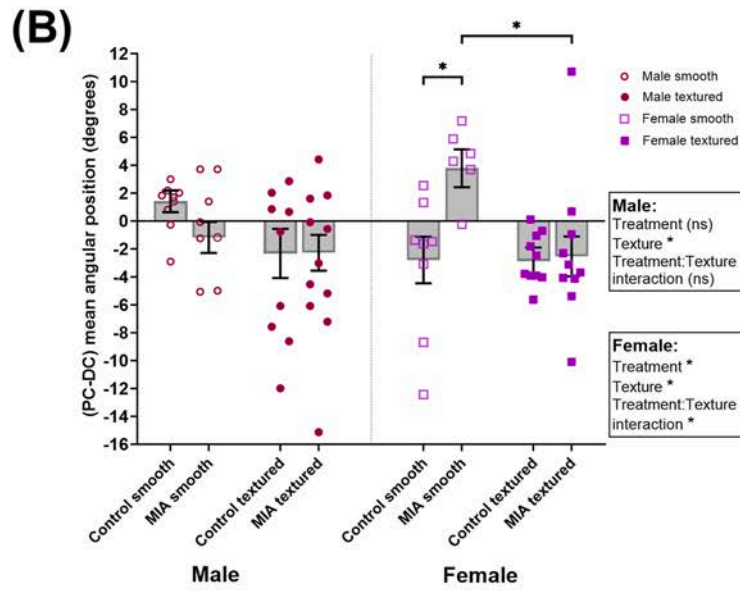 (B)
(PC-DC) mean angular position (degrees)
12
10
8
6
4
2
0
-2
-4
-6
-8
-10
-12
-14
-16
*
*
Control smooth
MIA smooth
Control textured
MIA textured
Control smooth
MIA smooth
Control textured
MIA textured
Male
Female
Male smooth
Male textured
Female smooth
Female textured
Male:
Treatment (ns)
Texture *
Treatment:Texture
interaction (ns)
Female:
Treatment *
Texture *
Treatment:Texture
interaction *